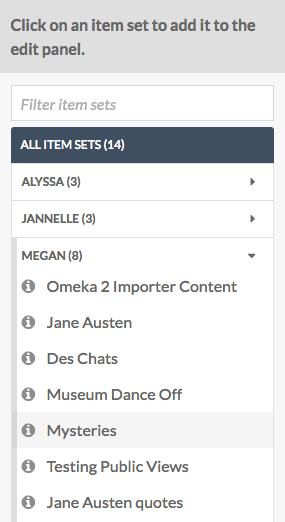 Click on an item set to add it to the
edit panel.
Filter item sets
ALL ITEM SETS (14)
ALYSSA (3)
JANNELLE (3)
MEGAN (8)
Omeka 2 Importer Content
Jane Austen
Des Chats
Museum Dance Off
Mysteries
Testing Public Views
Jane Austen quotes